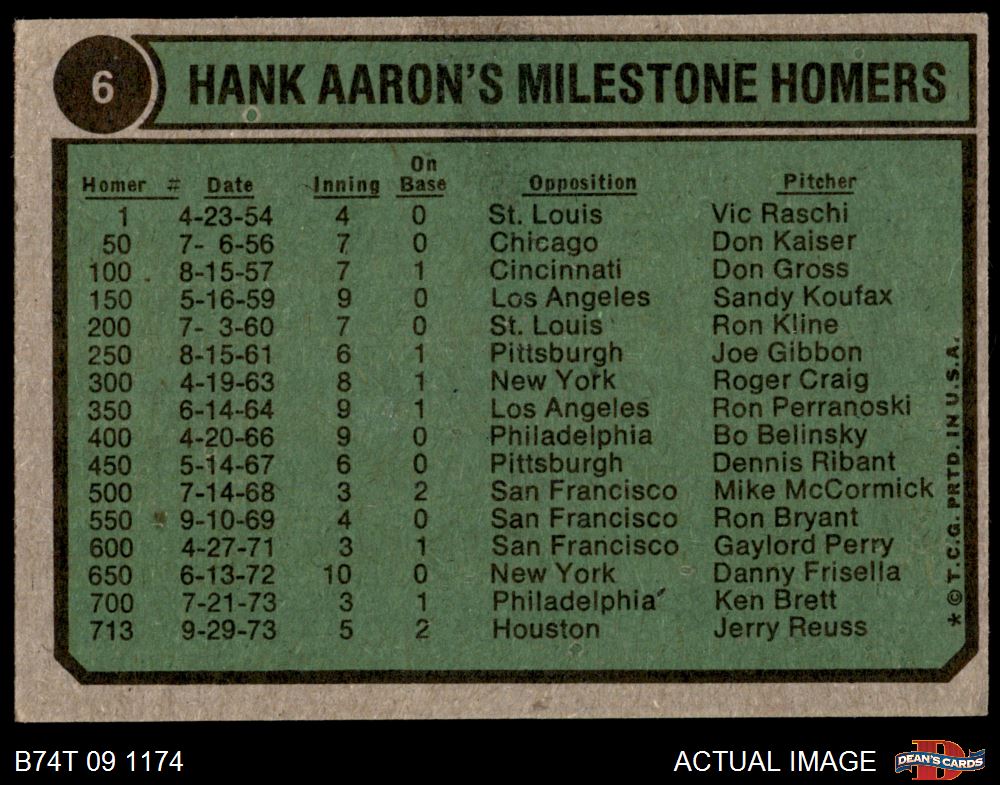 6 HANK AARON'S MILESTONE HOMERS
Homer # Date Inning On Base Opposition Pitcher
1 4-23-54 4 0 St. Louis Vic Raschi
50 7- 6-56 7 0 Chicago Don Kaiser
100 8-15-57 7 1 Cincinnati Don Gross
150 5-16-59 9 0 Los Angeles Sandy Koufax
200 7- 3-60 7 0 St. Louis Ron Kline
250 8-15-61 6 1 Pittsburgh Joe Gibbon
300 4-19-63 8 1 New York Roger Craig
350 6-14-64 9 1 Los Angeles Ron Perranoski
400 4-20-66 9 0 Philadelphia Bo Belinsky
450 5-14-67 6 0 Pittsburgh Dennis Ribant
500 7-14-68 3 2 San Francisco Mike McCormick
550 9-10-69 4 0 San Francisco Ron Bryant
600 4-27-71 3 1 San Francisco Gaylord Perry
650 6-13-72 10 0 New York Danny Frisella
700 7-21-73 3 1 Philadelphia Ken Brett
713 9-29-73 5 2 Houston Jerry Reuss
* © T.C.G. PRTD. IN U.S.A.
B74T 09 1174 ACTUAL IMAGE DEAN'S CARDS